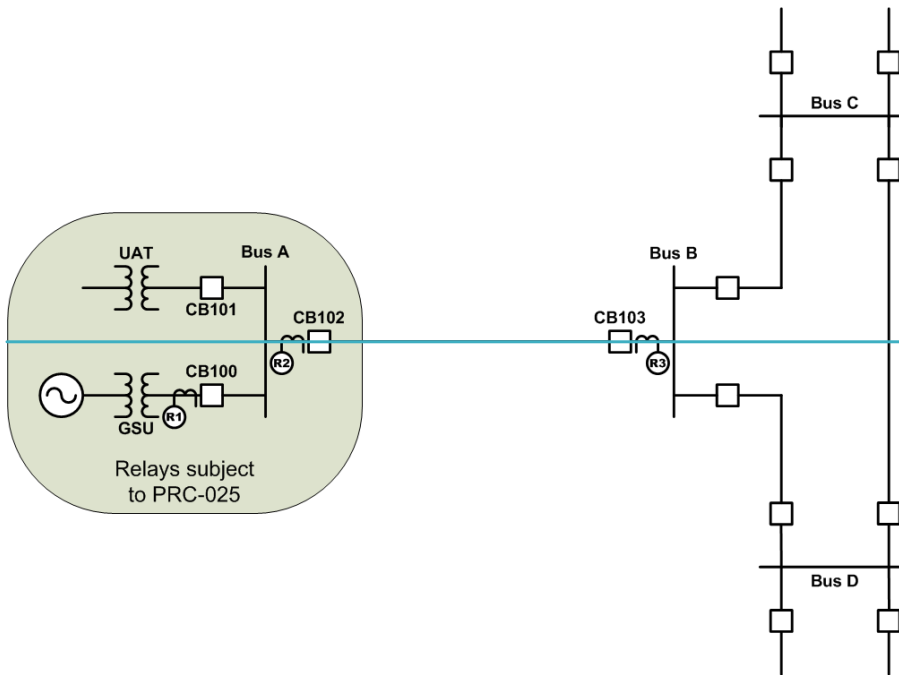 Bus C
UAT
Bus A
Bus B
CB101
CB102
CB103
R2
R3
CB100
R1
GSU
Relays subject
to PRC-025
Bus D